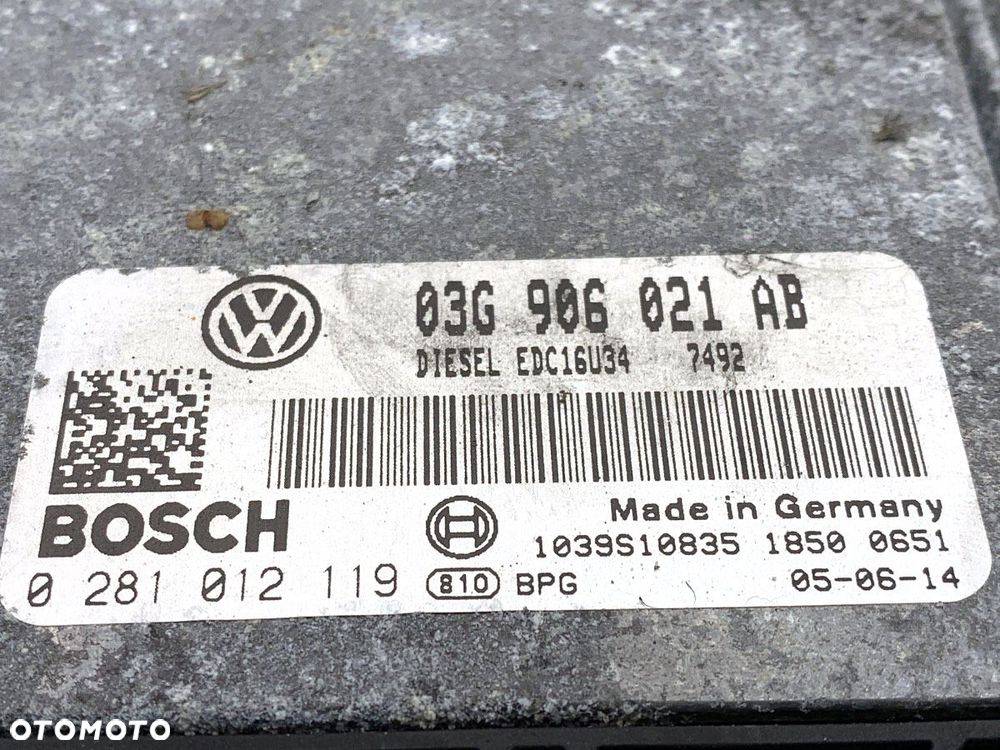 03G 906 021 AB
DIESEL EDC16U34 7492
Made in Germany
BOSCH
1039S10835 1850 0651
0 281 012 119 810 BPG 05-06-14
OTOMOTO